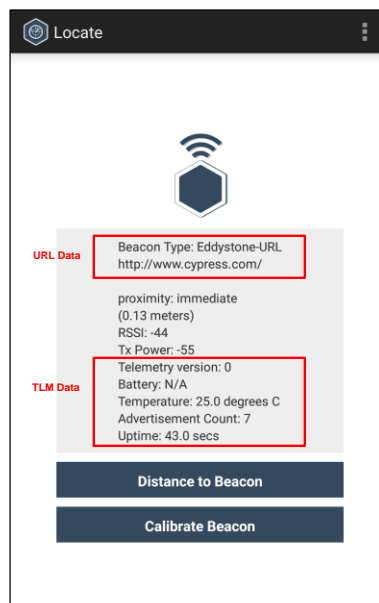 Locate
URL Data
Beacon Type: Eddystone-URL
http://www.cypress.com/
proximity: immediate
(0.13 meters)
RSSI: -44
Tx Power: -55
TLM Data
Telemetry version: 0
Battery: N/A
Temperature: 25.0 degrees C
Advertisement Count: 7
Uptime: 43.0 secs
Distance to Beacon
Calibrate Beacon